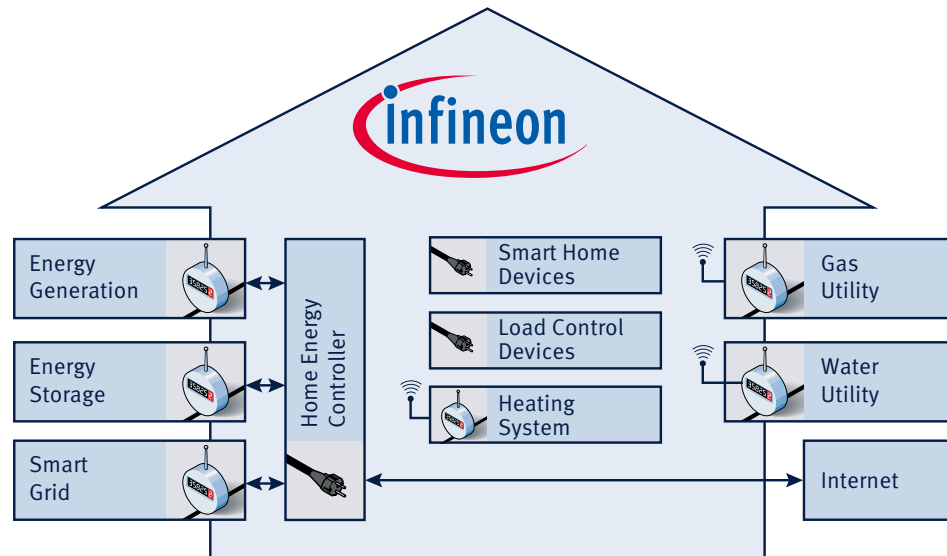 infineon
Energy
Generation
Energy
Storage
Smart
Grid
Home Energy
Controller
Smart Home
Devices
Load Control
Devices
Heating
System
Gas
Utility
Water
Utility
Internet